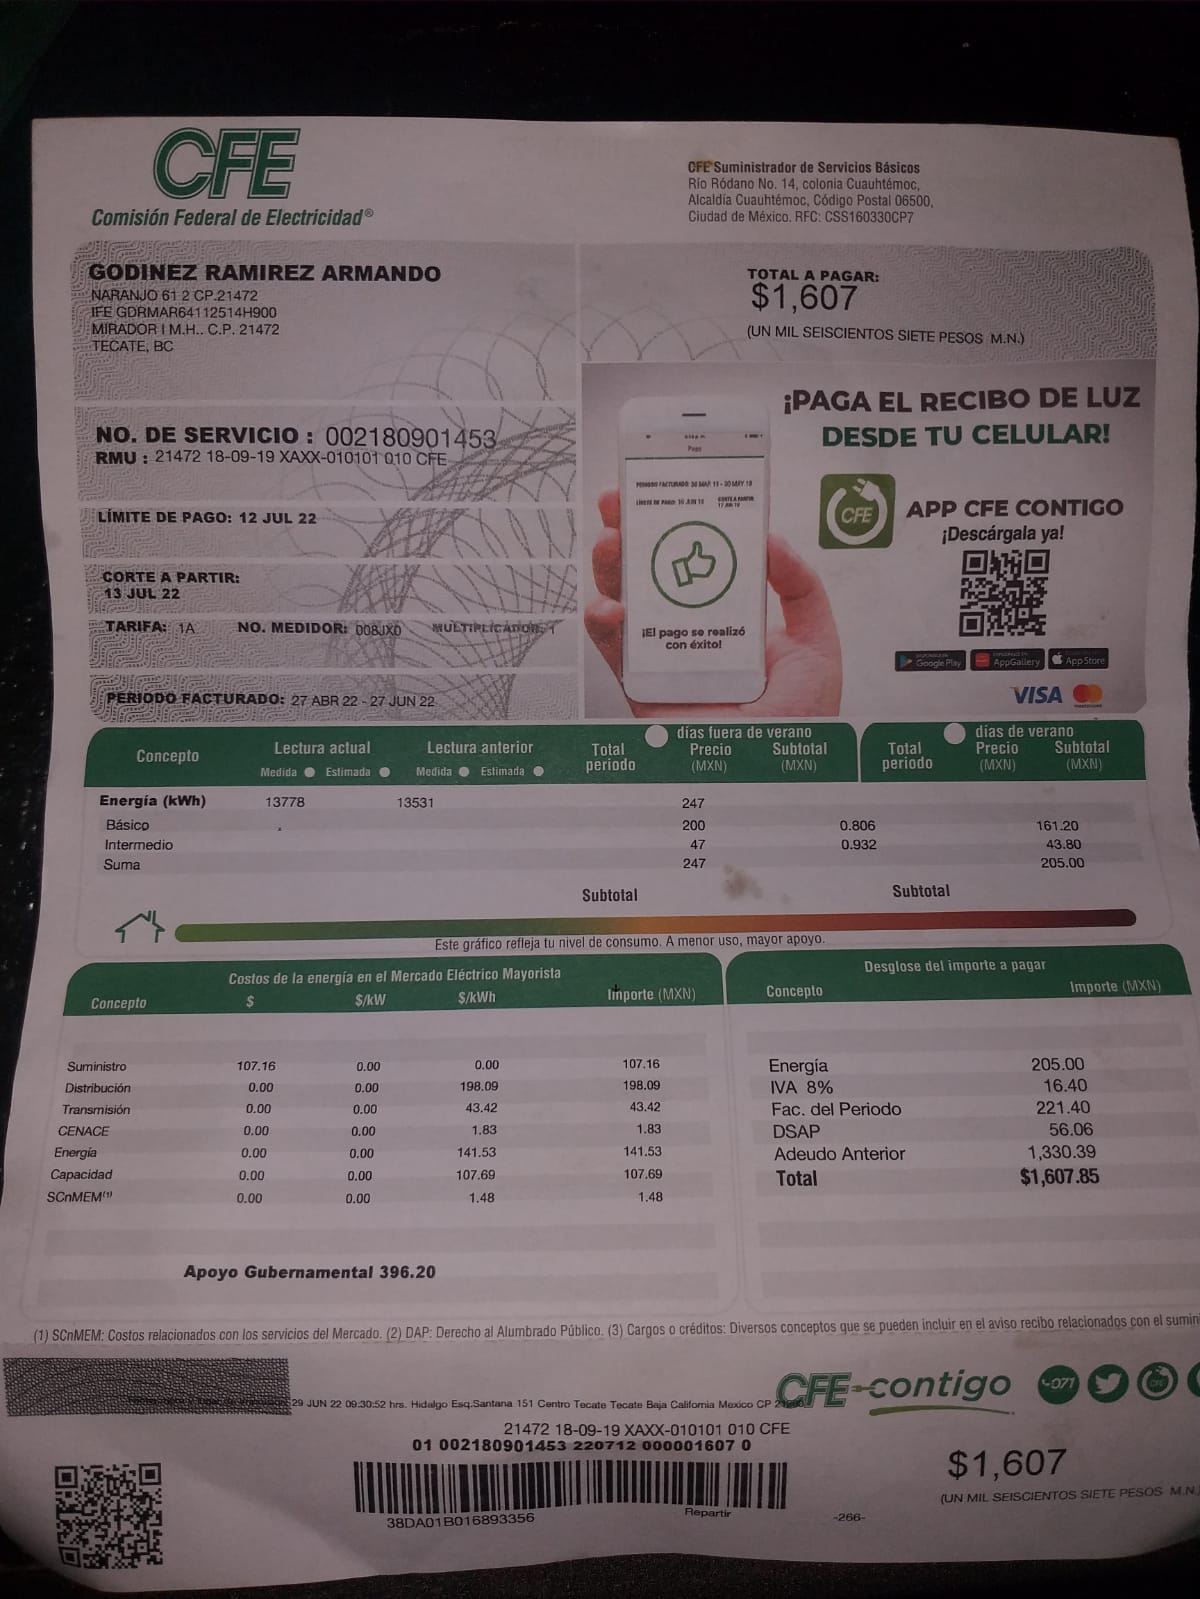 CFE
Comisión Federal de Electricidad®
CFE Suministrador de Servicios Básicos
Río Ródano No. 14, colonia Cuauhtémoc,
Alcaldía Cuauhtémoc, Código Postal 06500,
Ciudad de México. RFC: CSS160330CP7
GODINEZ RAMIREZ ARMANDO
NARANJO 61 2 CP.21472
IFE GDRMAR64112514H900
MIRADOR I M.H.. C.P. 21472
TECATE, BC
TOTAL A PAGAR:
$1,607
(UN MIL SEISCIENTOS SIETE PESOS M.N.)
NO. DE SERVICIO : 002180901453
RMU : 21472 18-09-19 XAXX-010101 010 CFE
LÍMITE DE PAGO: 12 JUL 22
CORTE A PARTIR:
13 JUL 22
TARIFA: 1A NO. MEDIDOR: D08JX0 MULTIPLICADOR: 1
PERIODO FACTURADO: 27 ABR 22 - 27 JUN 22
¡PAGA EL RECIBO DE LUZ
DESDE TU CELULAR!
CFE
APP CFE CONTIGO
¡Descárgala ya!
Pago
PERIODO FACTURADO: 30 MAR 11 - 30 MAY 19
¡El pago se realizó
con éxito!
Google Play AppGallery App Store
VISA mastercard
Concepto Lectura actual Lectura anterior Total periodo días fuera de verano Precio (MXN) Subtotal (MXN) Total periodo días de verano Precio (MXN) Subtotal (MXN)
Medida Estimada Medida Estimada
Energía (kWh) 13778 13531 247
Básico 200 0.806 161.20
Intermedio 47 0.932 43.80
Suma 247 205.00
Subtotal Subtotal
Este gráfico refleja tu nivel de consumo. A menor uso, mayor apoyo.
Costos de la energía en el Mercado Eléctrico Mayorista
Concepto $ $/kW $/kWh Importe (MXN)
Suministro 107.16 0.00 0.00 107.16
Distribución 0.00 0.00 198.09 198.09
Transmisión 0.00 0.00 43.42 43.42
CENACE 0.00 0.00 1.83 1.83
Energía 0.00 0.00 141.53 141.53
Capacidad 0.00 0.00 107.69 107.69
SCnMEM(1) 0.00 0.00 1.48 1.48
Apoyo Gubernamental 396.20
Desglose del importe a pagar
Concepto Importe (MXN)
Energía 205.00
IVA 8% 16.40
Fac. del Periodo 221.40
DSAP 56.06
Adeudo Anterior 1,330.39
Total $1,607.85
(1) SCnMEM: Costos relacionados con los servicios del Mercado. (2) DAP: Derecho al Alumbrado Público. (3) Cargos o créditos: Diversos conceptos que se pueden incluir en el aviso recibo relacionados con el sumin
CFE contigo 071 CFE
29 JUN 22 09:30:52 hrs. Hidalgo Esq.Santana 151 Centro Tecate Tecate Baja California Mexico CP
21472 18-09-19 XAXX-010101 010 CFE
01 002180901453 220712 000001607 0
38DA01B016893356
Repartir
-266-
$1,607
(UN MIL SEISCIENTOS SIETE PESOS M.N.